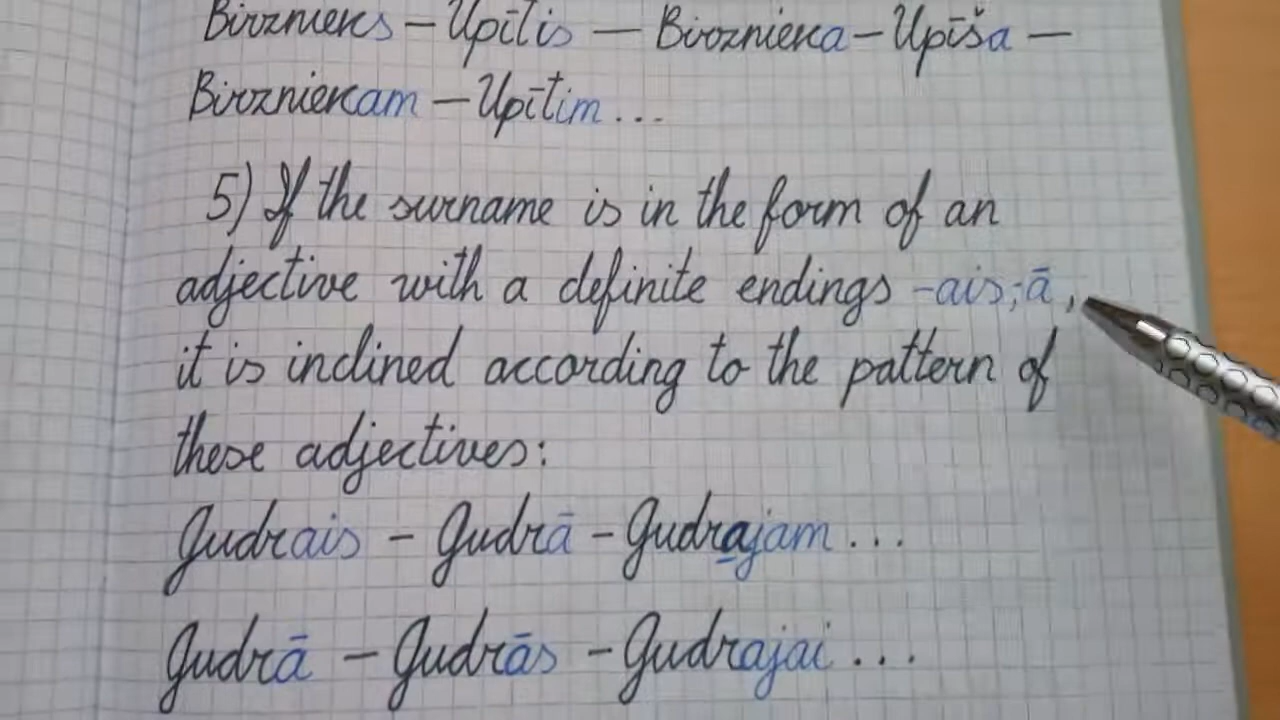 Birznieks – Upītis — Birznieka – Upīša —
Birzniekam – Upītim...
5) If the surname is in the form of an
adjective with a definite endings -ais; -ā,
it is inclined according to the pattern of
these adjectives:
Gudrais – Gudrā – Gudrajam...
Gudrā – Gudrās – Gudrajai...